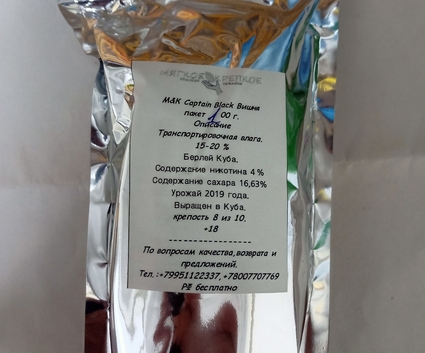 МЯГКОЕ КРЕПКОЕ
M&K Captain Black Вишня
пакет 100 г.
Описание
Транспортировочная влага.
15-20 %
Берлей Куба.
Содержание никотина 4 %
Содержание сахара 16,63%
Урожай 2019 года.
Выращен в Куба.
крепость 8 из 10.
+18
--------------------
По вопросам качества,возврата и
предложений.
Тел.:+79951122337,+78007707769
РФ бесплатно